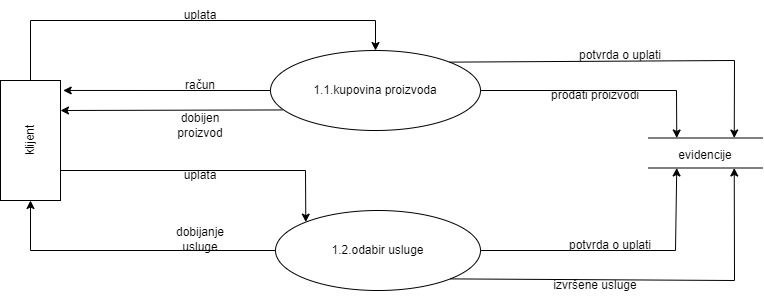 uplata
potvrda o uplati
račun
1.1.kupovina proizvoda
prodati proizvodi
dobijen
proizvod
klijent
evidencije
uplata
dobijanje
usluge
1.2.odabir usluge
potvrda o uplati
izvršene usluge